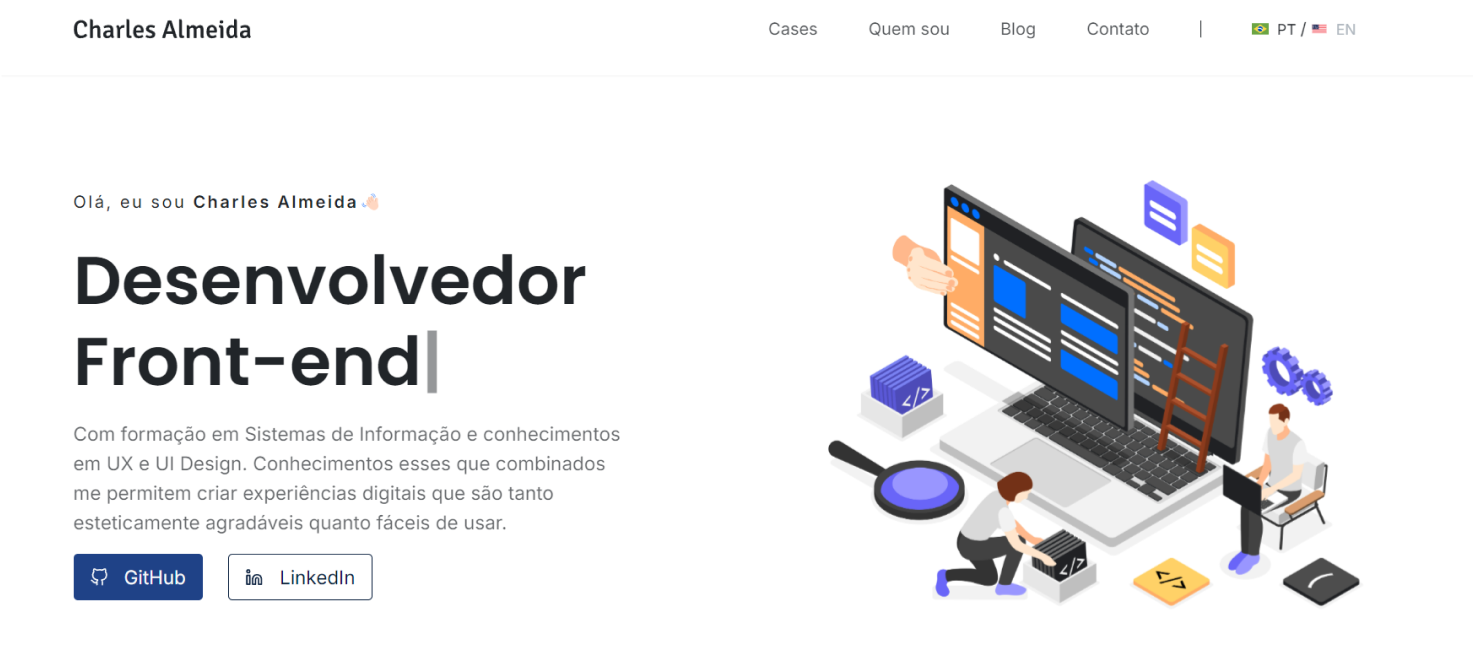 Charles Almeida
Cases
Quem sou
Blog
Contato
|
PT / EN
Olá, eu sou Charles Almeida
Desenvolvedor
Front-end|
Com formação em Sistemas de Informação e conhecimentos
em UX e UI Design. Conhecimentos esses que combinados
me permitem criar experiências digitais que são tanto
esteticamente agradáveis quanto fáceis de usar.
GitHub
LinkedIn
</>
</>
</>